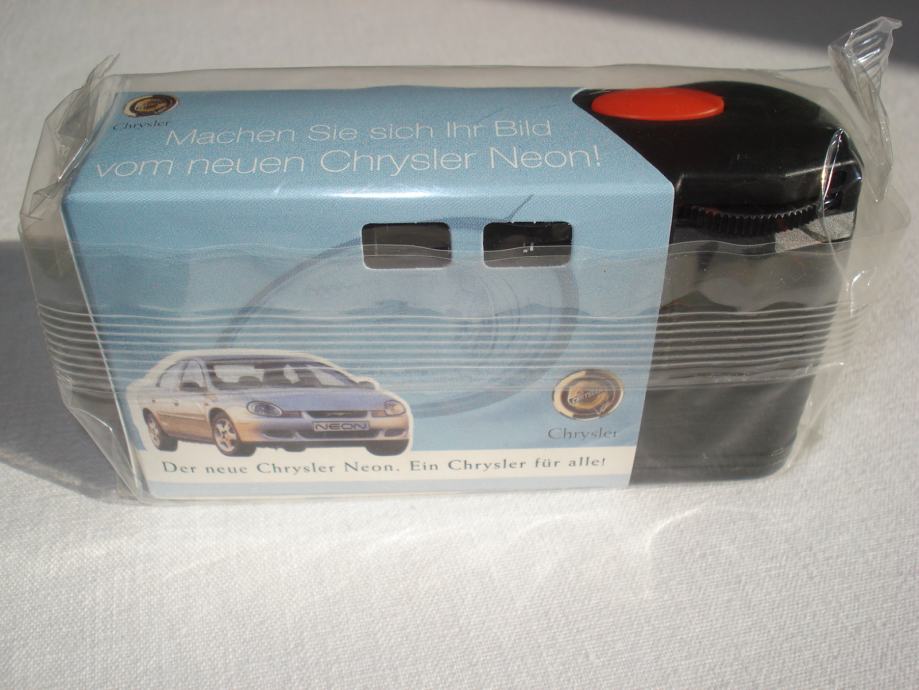 Chrysler
Machen Sie sich Ihr Bild
vom neuen Chrysler Neon!
NEON
Chrysler
Der neue Chrysler Neon. Ein Chrysler für alle!